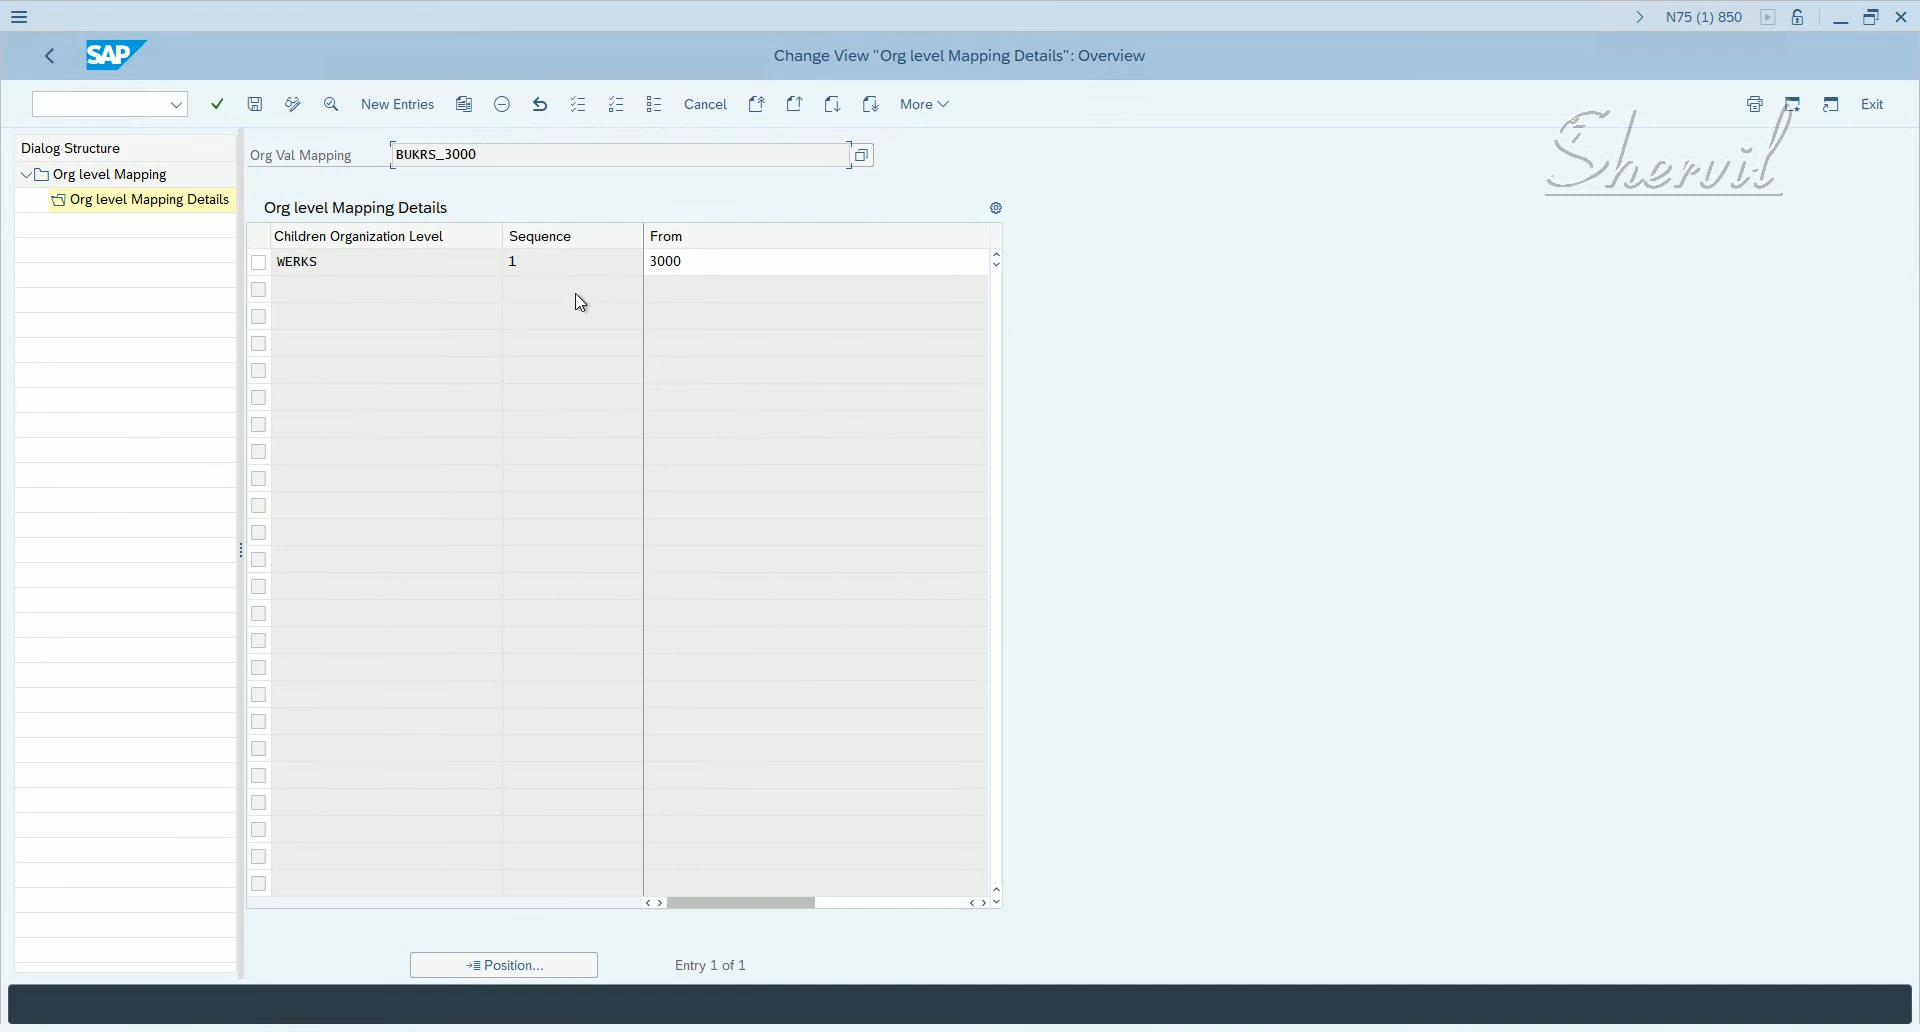 N75 (1) 850
SAP
Change View "Org level Mapping Details": Overview
New Entries
Cancel
More
Exit
Shervil
Dialog Structure
Org level Mapping
Org level Mapping Details
Org Val Mapping
BUKRS_3000
Org level Mapping Details
Children Organization Level
Sequence
From
WERKS
1
3000
Position...
Entry 1 of 1